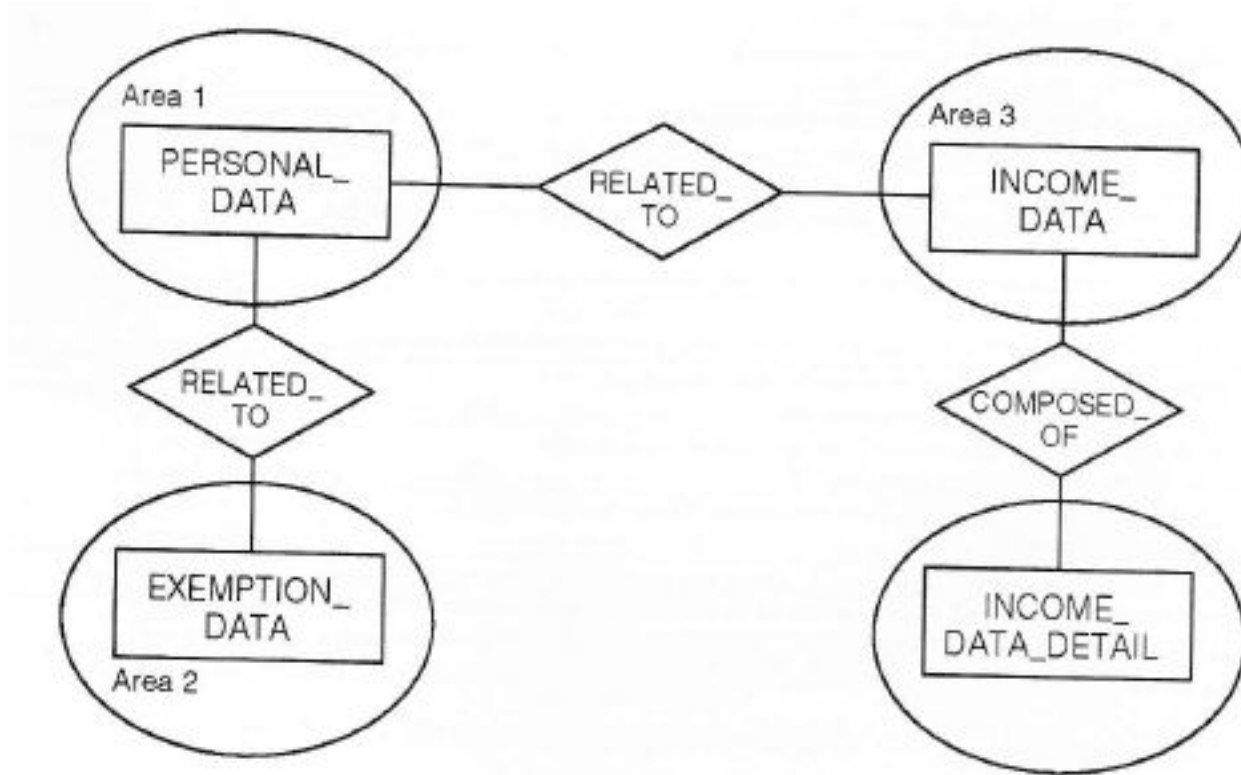 Area 1
PERSONAL_
DATA
RELATED_
TO
Area 3
INCOME_
DATA
RELATED_
TO
COMPOSED_
OF
EXEMPTION_
DATA
Area 2
INCOME_
DATA_DETAIL